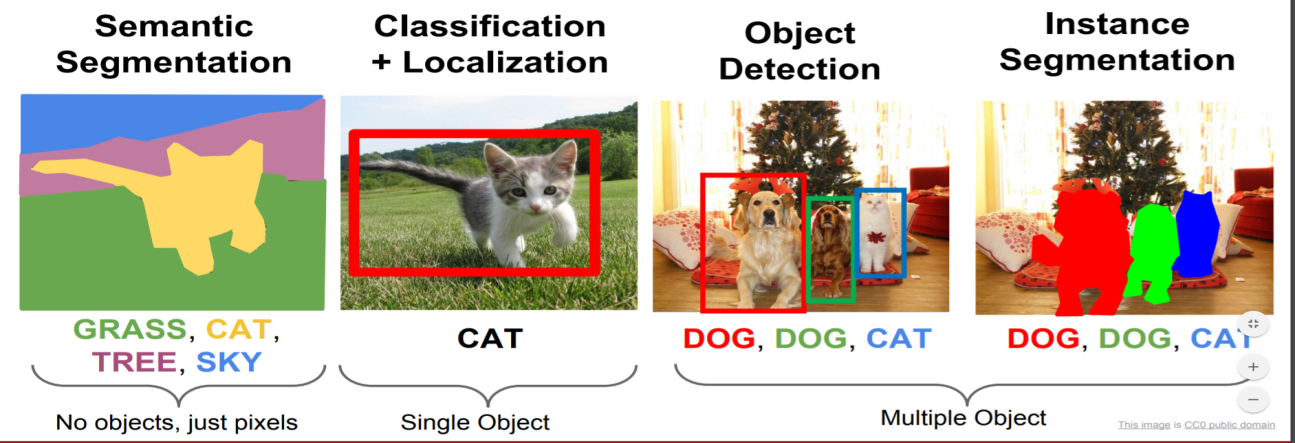 Semantic
Segmentation
Classification
+ Localization
Object
Detection
Instance
Segmentation
GRASS, CAT,
TREE, SKY
CAT
DOG, DOG, CAT
DOG, DOG, CAT
No objects, just pixels
Single Object
Multiple Object
This image is CC0 public domain